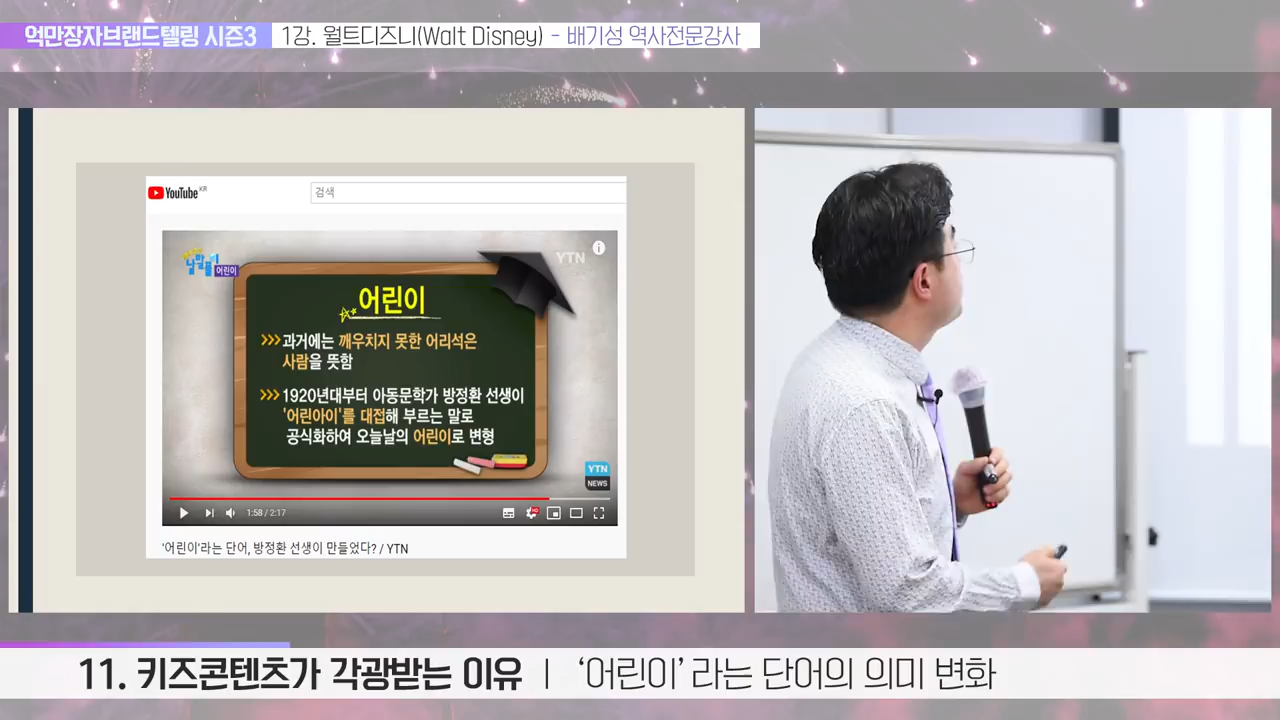 억만장자브랜드텔링 시즌3
1강. 월트디즈니(Walt Disney) - 배기성 역사전문강사
YouTube KR
검색
어린이
YTN
어린이
>>> 과거에는 깨우치지 못한 어리석은
사람을 뜻함
>>> 1920년대부터 아동문학가 방정환 선생이
'어린아이'를 대접해 부르는 말로
공식화하여 오늘날의 어린이로 변형
YTN
NEWS
1:58 / 2:17
HD
'어린이'라는 단어, 방정환 선생이 만들었다? / YTN
11. 키즈콘텐츠가 각광받는 이유 | ‘어린이’ 라는 단어의 의미 변화